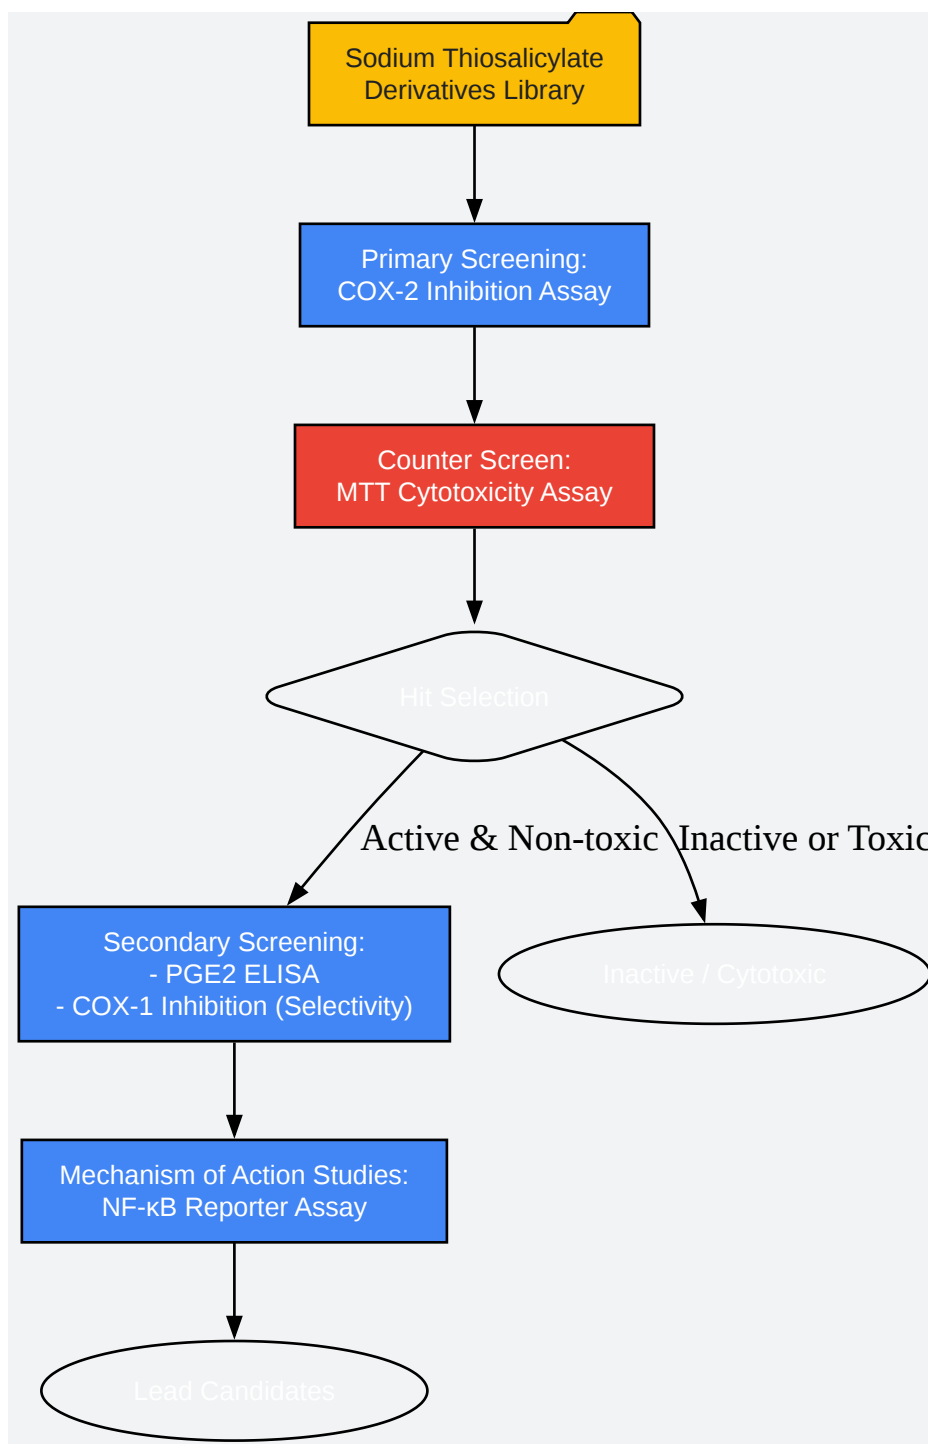 Sodium Thiosalicylate
Derivatives Library
Primary Screening:
COX-2 Inhibition Assay
Counter Screen:
MTT Cytotoxicity Assay
Hit Selection
Active & Non-toxic
Inactive or Toxic
Secondary Screening:
- PGE2 ELISA
- COX-1 Inhibition (Selectivity)
Inactive / Cytotoxic
Mechanism of Action Studies:
NF-κB Reporter Assay
Lead Candidates